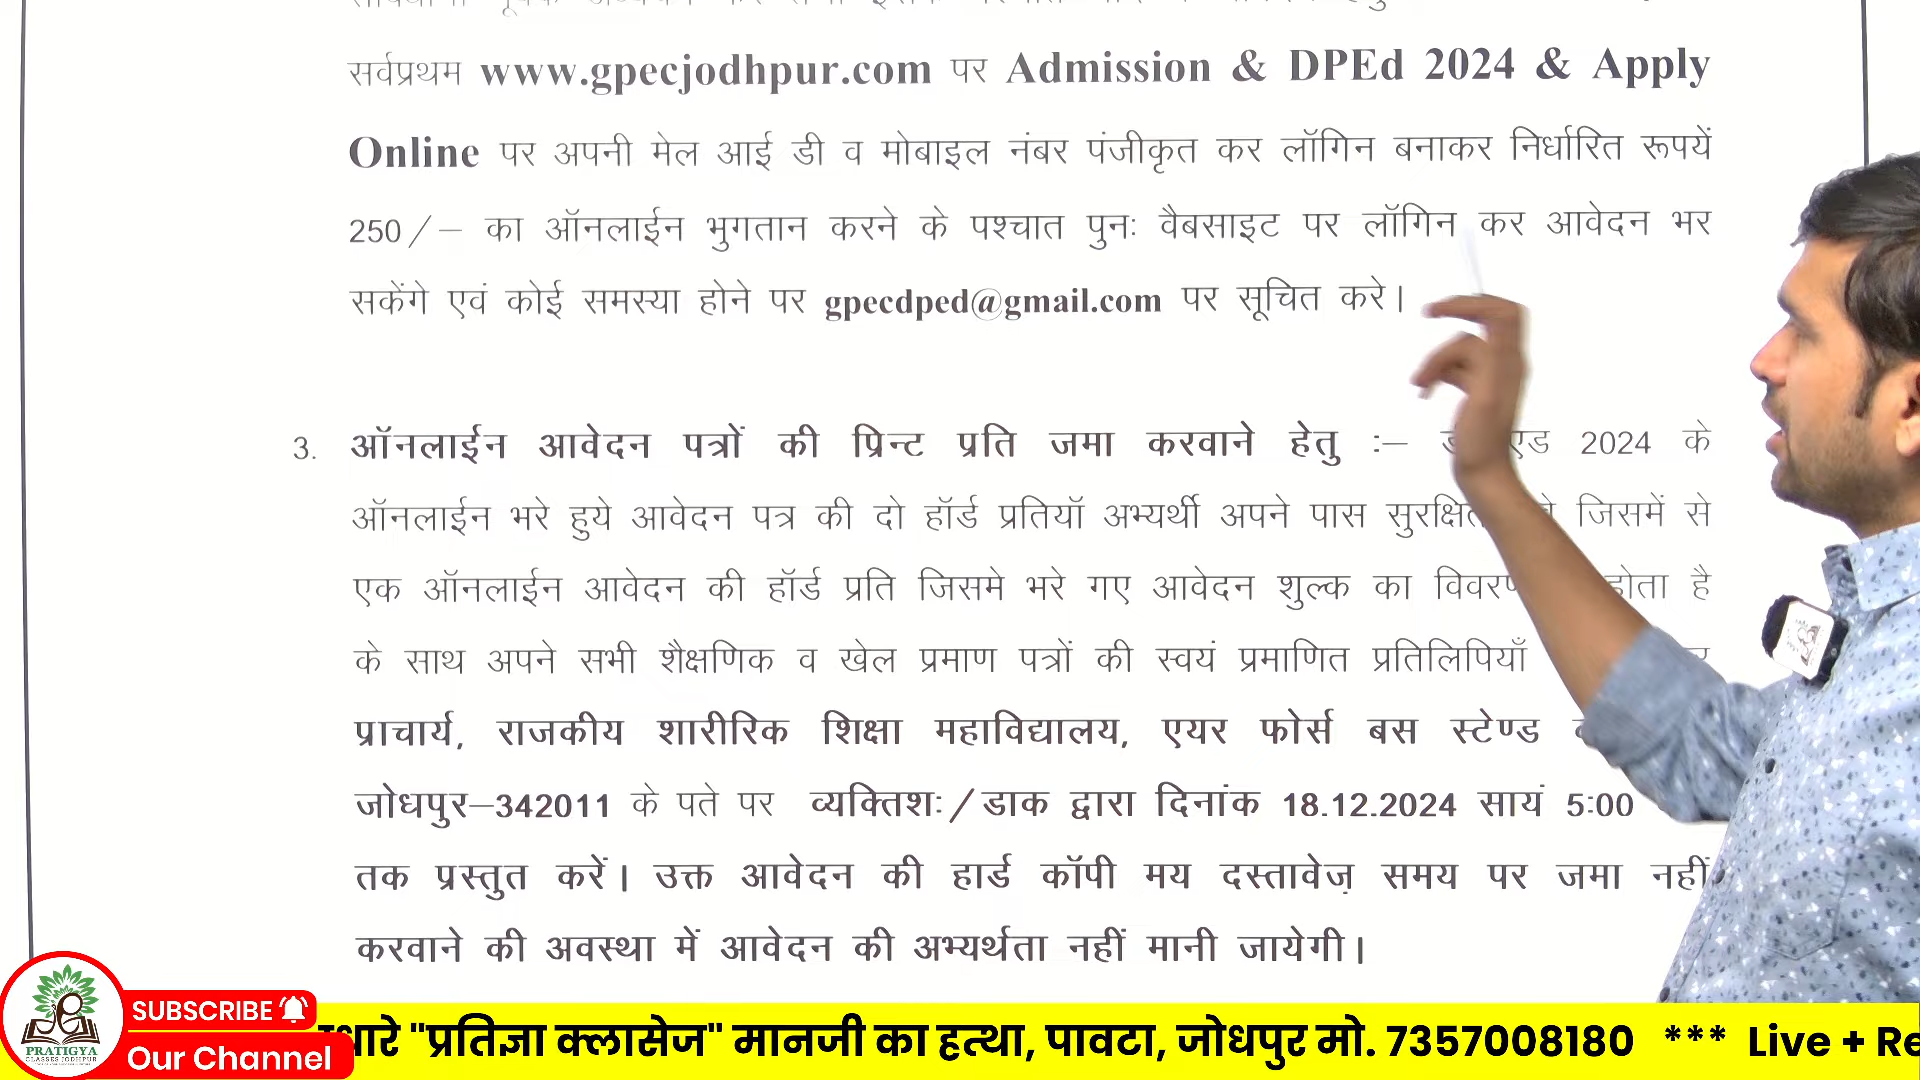 सर्वप्रथम www.gpecjodhpur.com पर Admission & DPEd 2024 & Apply
Online पर अपनी मेल आई डी व मोबाइल नंबर पंजीकृत कर लॉगिन बनाकर निर्धारित रूपयें
250/– का ऑनलाईन भुगतान करने के पश्चात पुनः वैबसाइट पर लॉगिन कर आवेदन भर
सकेंगे एवं कोई समस्या होने पर gpecdped@gmail.com पर सूचित करे।
3. ऑनलाईन आवेदन पत्रों की प्रिन्ट प्रति जमा करवाने हेतु :– 2024 के
ऑनलाईन भरे हुये आवेदन पत्र की दो हॉर्ड प्रतियॉ अभ्यर्थी अपने पास सुरक्षित जिसमें से
एक ऑनलाईन आवेदन की हॉर्ड प्रति जिसमे भरे गए आवेदन शुल्क का विवरण होता है
के साथ अपने सभी शैक्षणिक व खेल प्रमाण पत्रों की स्वयं प्रमाणित प्रतिलिपियाँ
प्राचार्य, राजकीय शारीरिक शिक्षा महाविद्यालय, एयर फोर्स बस स्टेण्ड
जोधपुर–342011 के पते पर व्यक्तिशः/डाक द्वारा दिनांक 18.12.2024 सायं 5:00
तक प्रस्तुत करें। उक्त आवेदन की हार्ड कॉपी मय दस्तावेज़ समय पर जमा नहीं
करवाने की अवस्था में आवेदन की अभ्यर्थता नहीं मानी जायेगी।
PRATIGYA
CLASSES JODHPUR
SUBSCRIBE
Our Channel
"प्रतिज्ञा क्लासेज" मानजी का हत्था, पावटा, जोधपुर मो. 7357008180 *** Live +